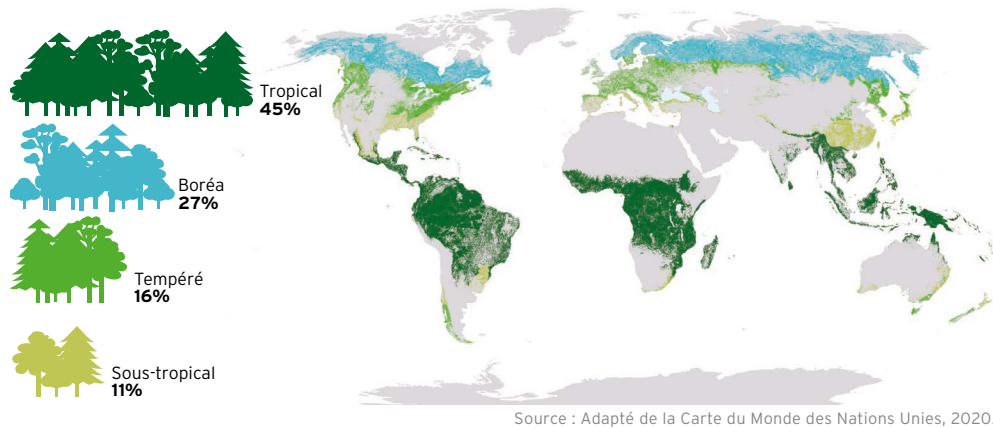 Tropical
45%
Boréa
27%
Tempéré
16%
Sous-tropical
11%
Source : Adapté de la Carte du Monde des Nations Unies, 2020.